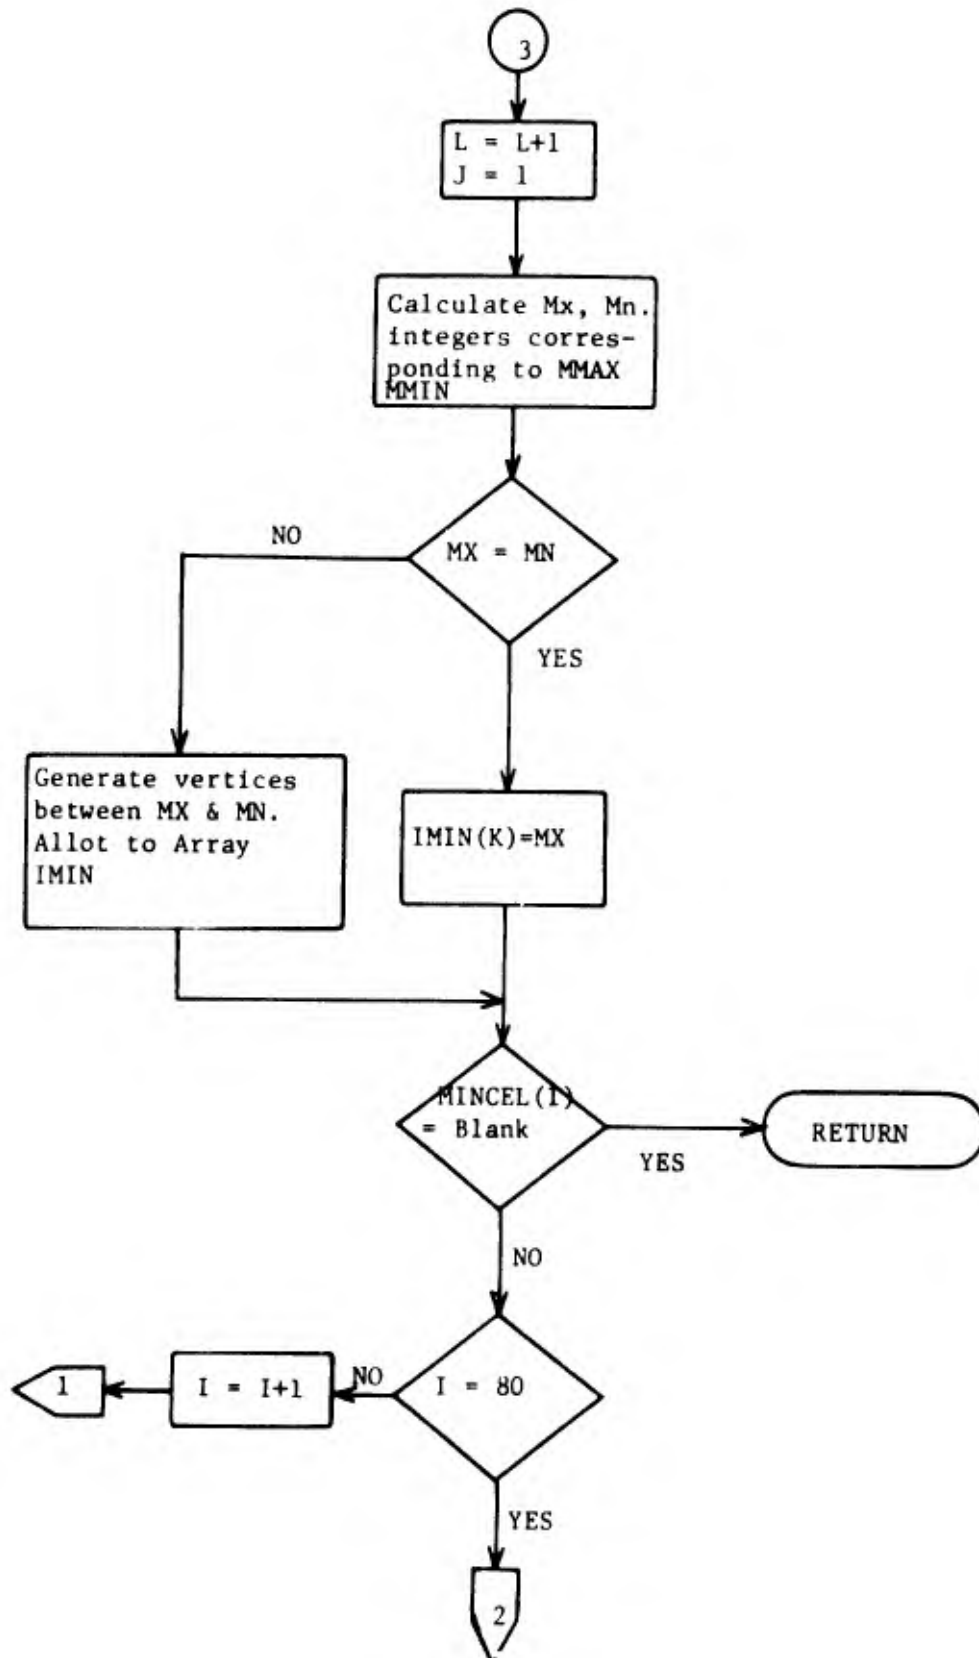 3
L = L+1
J = 1
Calculate Mx, Mn.
integers corres-
ponding to MMAX
MMIN
MX = MN
NO
YES
Generate vertices
between MX & MN.
Allot to Array
IMIN
IMIN(K)=MX
MINCEL(I)
= Blank
YES
RETURN
NO
I = 80
NO
I = I+1
1
YES
2